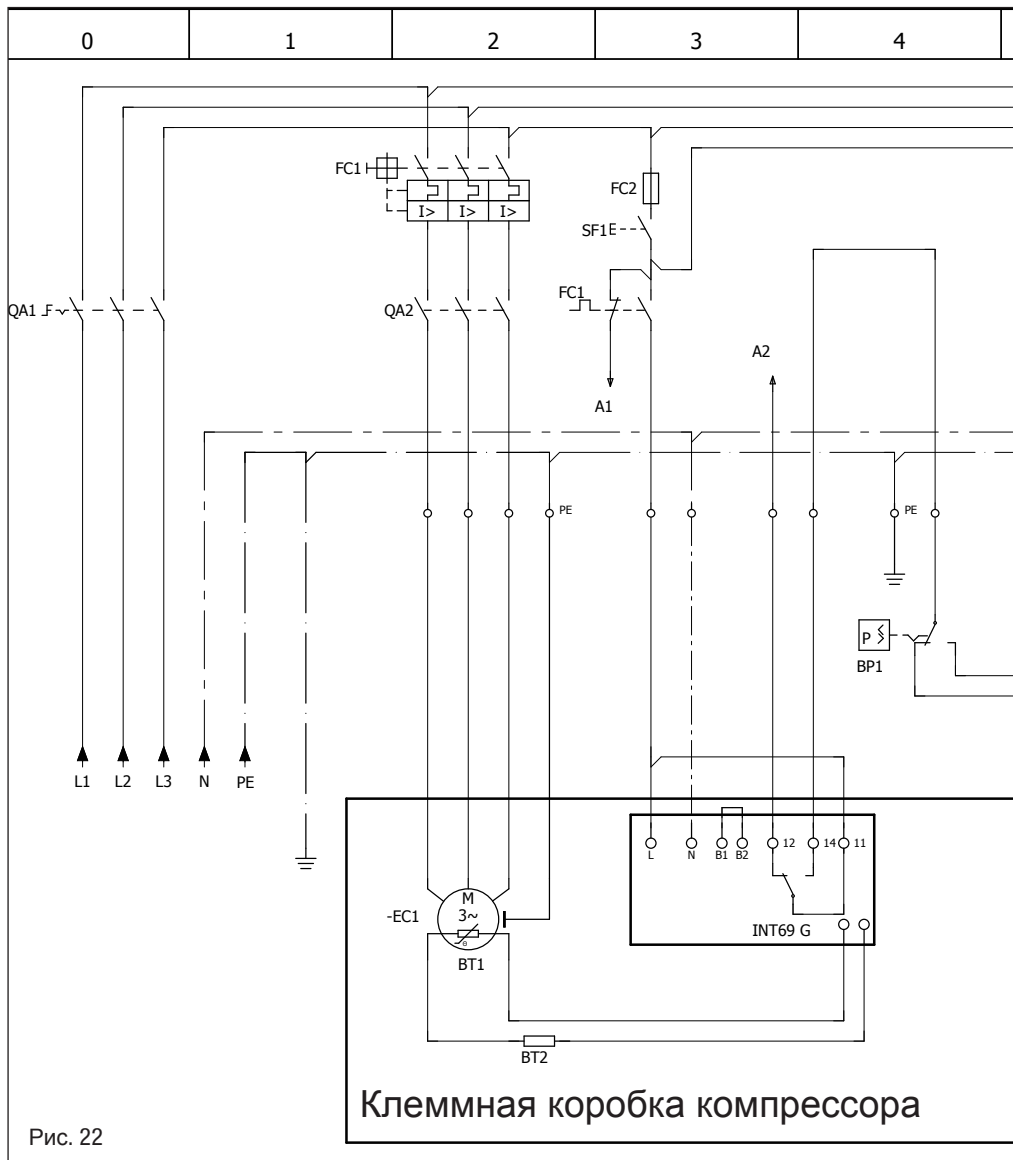 0 1 2 3 4
FC1
I> I> I>
FC2
SF1E
QA1
QA2
FC1
A2
A1
PE
PE
P
BP1
L1 L2 L3 N PE
L N B1 B2 12 14 11
M
3~
-EC1
θ
BT1
INT69 G
BT2
Клеммная коробка компрессора
Рис. 22